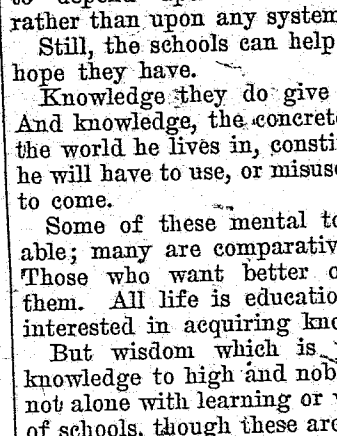 to depend upon
rather than upon any system
Still, the schools can help
hope they have.
Knowledge they do give
And knowledge, the concrete
the world he lives in, consti
he will have to use, or misuse
to come.
Some of these mental to
able; many are comparativ
Those who want better o
them. All life is educatio
interested in acquiring kno
But wisdom which is
knowledge to high and nob
not alone with learning or
of schools, though these are